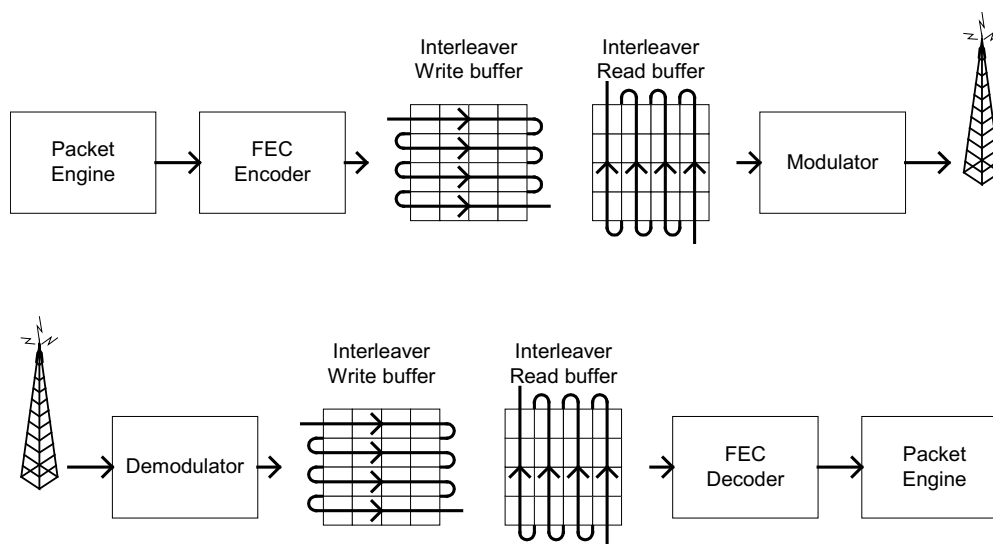 Interleaver
Write buffer
Interleaver
Read buffer
Packet
Engine
FEC
Encoder
Modulator
Interleaver
Write buffer
Interleaver
Read buffer
Demodulator
FEC
Decoder
Packet
Engine